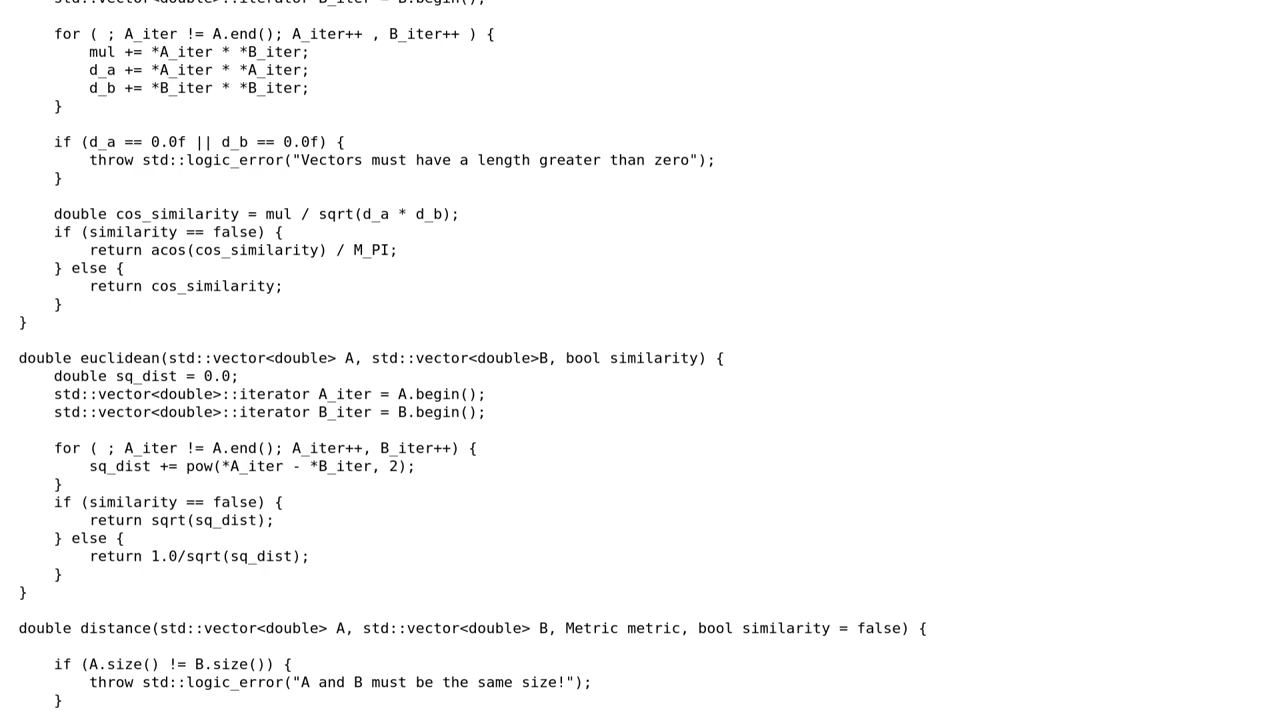 std::vector<double>::iterator B_iter = B.begin();

    for ( ; A_iter != A.end(); A_iter++ , B_iter++ ) {
        mul += *A_iter * *B_iter;
        d_a += *A_iter * *A_iter;
        d_b += *B_iter * *B_iter;
    }

    if (d_a == 0.0f || d_b == 0.0f) {
        throw std::logic_error("Vectors must have a length greater than zero");
    }

    double cos_similarity = mul / sqrt(d_a * d_b);
    if (similarity == false) {
        return acos(cos_similarity) / M_PI;
    } else {
        return cos_similarity;
    }
}

double euclidean(std::vector<double> A, std::vector<double>B, bool similarity) {
    double sq_dist = 0.0;
    std::vector<double>::iterator A_iter = A.begin();
    std::vector<double>::iterator B_iter = B.begin();

    for ( ; A_iter != A.end(); A_iter++, B_iter++) {
        sq_dist += pow(*A_iter - *B_iter, 2);
    }
    if (similarity == false) {
        return sqrt(sq_dist);
    } else {
        return 1.0/sqrt(sq_dist);
    }
}

double distance(std::vector<double> A, std::vector<double> B, Metric metric, bool similarity = false) {

    if (A.size() != B.size()) {
        throw std::logic_error("A and B must be the same size!");
    }